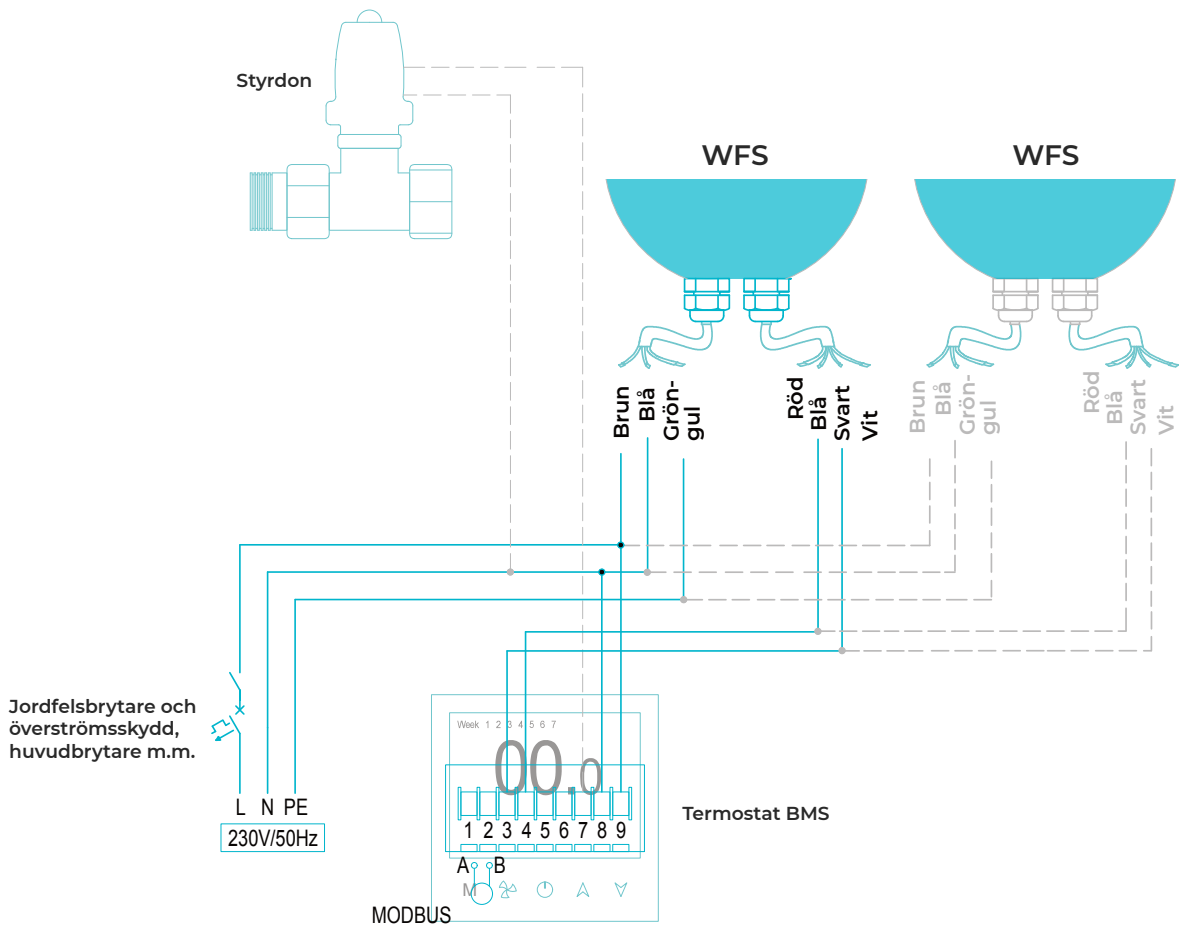 Styrdon
WFS
WFS
Brun
Blå
Grön-
gul
Röd
Blå
Svart
Vit
Brun
Blå
Grön-
gul
Röd
Blå
Svart
Vit
Jordfelsbrytare och
överströmsskydd,
huvudbrytare m.m.
L N PE
230V/50Hz
Week 1 2 3 4 5 6 7
00.0
1 2 3 4 5 6 7 8 9
Termostat BMS
A B
M
MODBUS